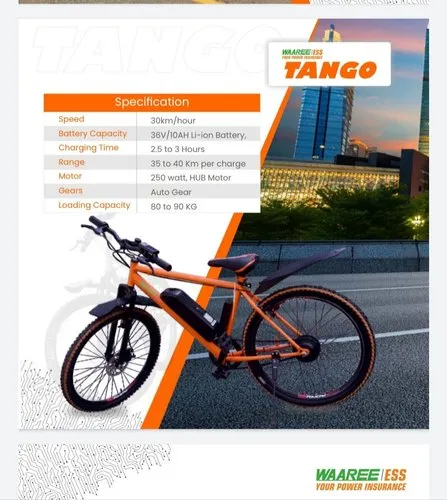 TANGO
WAAREE|ESS
YOUR POWER INSURANCE
TANGO
Specification
Speed 30km/hour
Battery Capacity 36V/10AH Li-ion Battery,
Charging Time 2.5 to 3 Hours
Range 35 to 40 Km per charge
Motor 250 watt, HUB Motor
Gears Auto Gear
Loading Capacity 80 to 90 KG
WAAREE|ESS
YOUR POWER INSURANCE